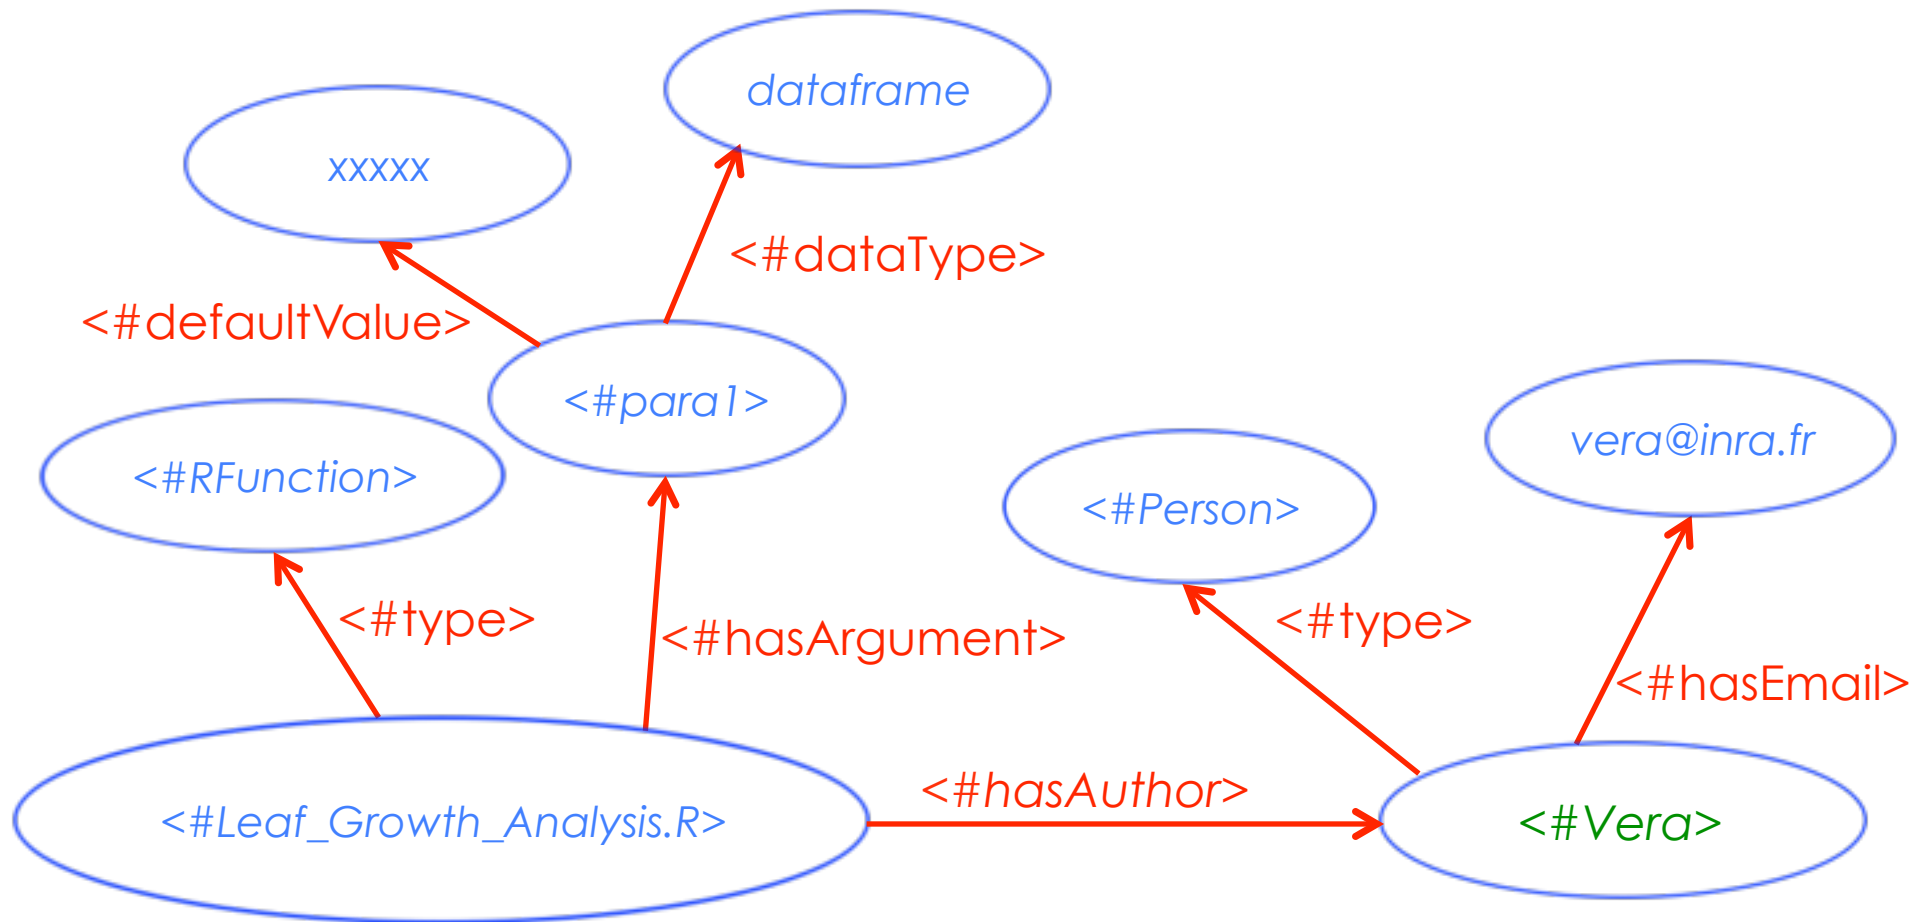 dataframe
xxxxx
<#dataType>
<#defaultValue>
<#para1>
vera@inra.fr
<#RFunction>
<#Person>
<#type>
<#hasArgument>
<#type>
<#hasEmail>
<#hasAuthor>
<#Leaf_Growth_Analysis.R>
<#Vera>